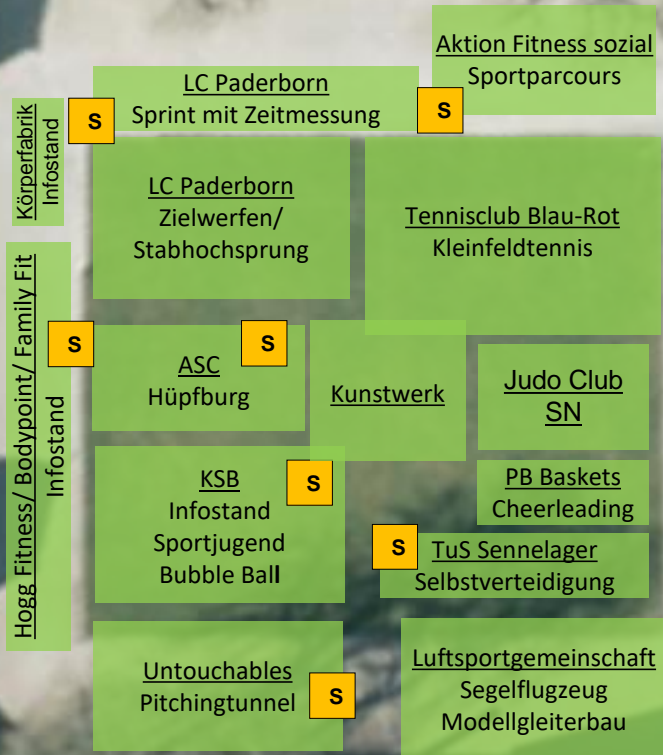 Aktion Fitness sozial
Sportparcours
LC Paderborn
Sprint mit Zeitmessung
S
S
Körperfabrik
Infostand
LC Paderborn
Zielwerfen/
Stabhochsprung
Tennisclub Blau-Rot
Kleinfeldtennis
Hogg Fitness/ Bodypoint/ Family Fit
Infostand
S
S
ASC
Hüpfburg
Kunstwerk
Judo Club
SN
KSB
Infostand
Sportjugend
Bubble Ball
S
PB Baskets
Cheerleading
S
TuS Sennelager
Selbstverteidigung
Untouchables
Pitchingtunnel
S
Luftsportgemeinschaft
Segelflugzeug
Modellgleiterbau